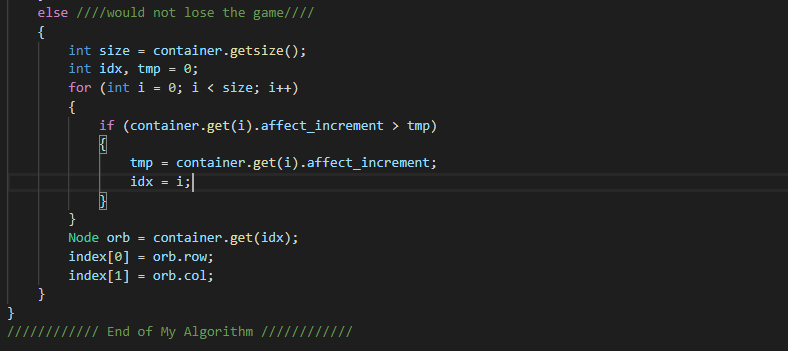 else ////would not lose the game////
{
int size = container.getsize();
int idx, tmp = 0;
for (int i = 0; i < size; i++)
{
if (container.get(i).affect_increment > tmp)
{
tmp = container.get(i).affect_increment;
idx = i;
}
}
Node orb = container.get(idx);
index[0] = orb.row;
index[1] = orb.col;
}
}
//////////// End of My Algorithm ////////////